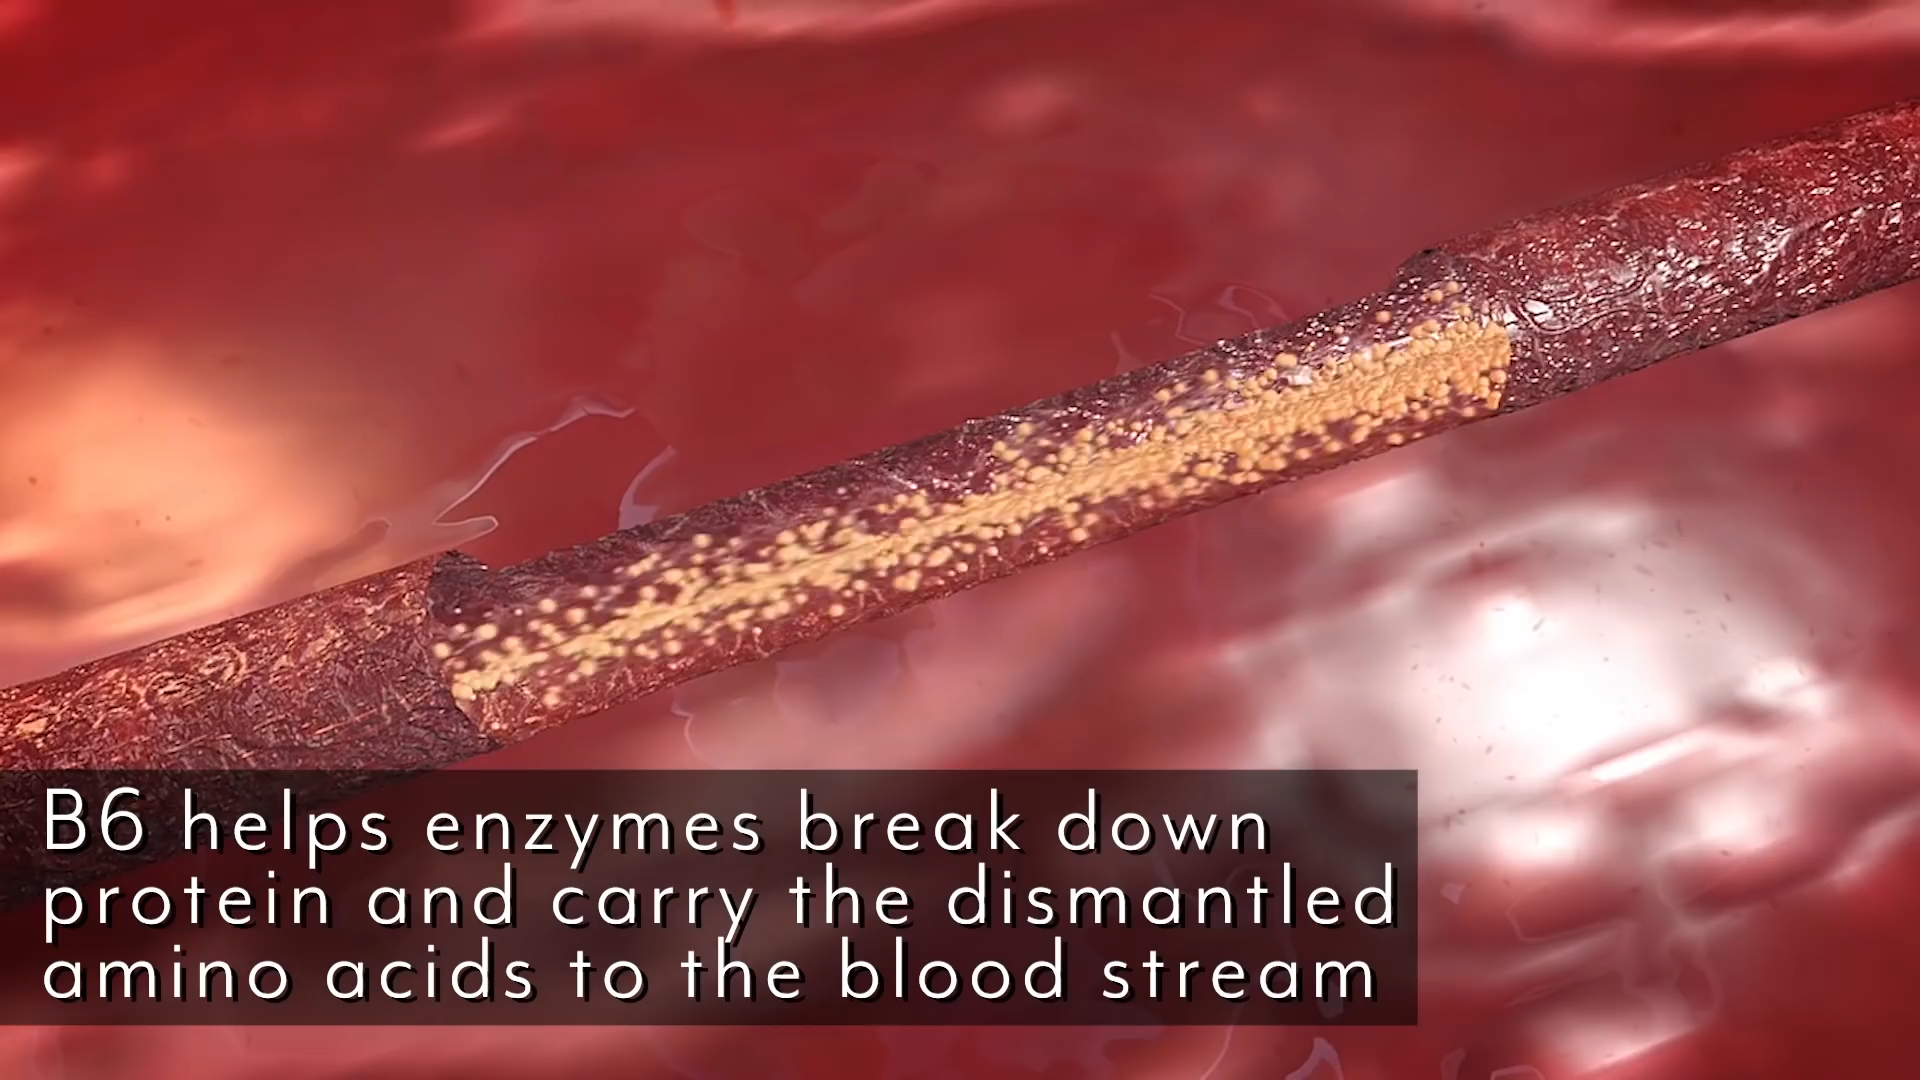 B6 helps enzymes break down
protein and carry the dismantled
amino acids to the blood stream